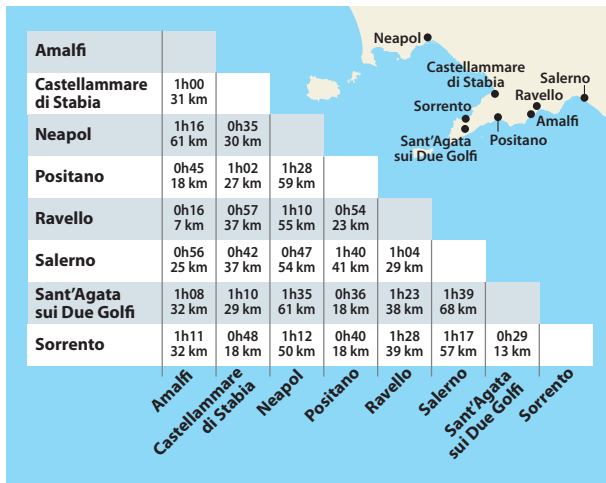 Amalfi
Castellammare
di Stabia
1h00
31 km
Neapol
1h16 0h35
61 km 30 km
Positano
0h45 1h02 1h28
18 km 27 km 59 km
Ravello
0h16 0h57 1h10 0h54
7 km 37 km 55 km 23 km
Salerno
0h56 0h42 0h47 1h40 1h04
25 km 37 km 54 km 41 km 29 km
Sant’Agata
sui Due Golfi
1h08 1h10 1h35 0h36 1h23 1h39
32 km 29 km 61 km 18 km 38 km 68 km
Sorrento
1h11 0h48 1h12 0h40 1h28 1h17 0h29
32 km 18 km 50 km 18 km 39 km 57 km 13 km
Amalfi
Castellammare
di Stabia
Neapol
Positano
Ravello
Salerno
Sant’Agata
sui Due Golfi
Sorrento
Neapol
Castellammare
di Stabia
Salerno
Ravello
Sorrento
Amalfi
Sant’Agata
sui Due Golfi
Positano